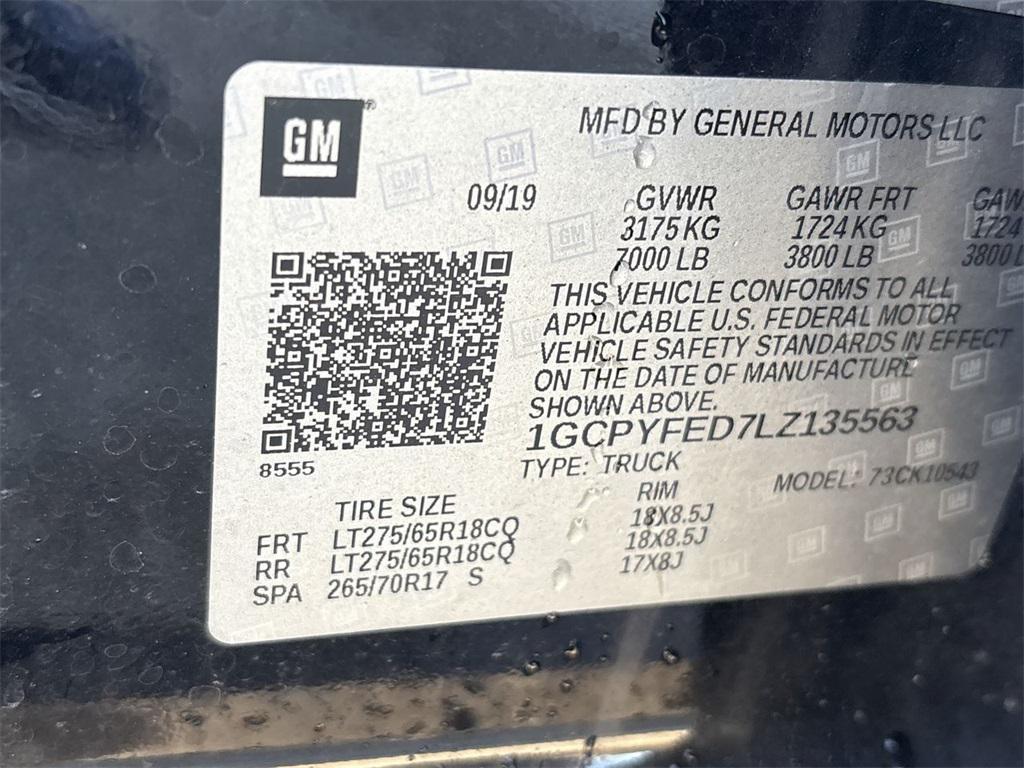 GM
MFD BY GENERAL MOTORS LLC
09/19 GVWR GAWR FRT
3175 KG 1724 KG 1724
7000 LB 3800 LB 3800
THIS VEHICLE CONFORMS TO ALL
APPLICABLE U.S. FEDERAL MOTOR
VEHICLE SAFETY STANDARDS IN EFFECT
ON THE DATE OF MANUFACTURE
SHOWN ABOVE.
1GCPYFED7LZ135563
8555
TYPE: TRUCK MODEL: 73CK10543
TIRE SIZE RIM
FRT LT275/65R18CQ 18X8.5J
RR LT275/65R18CQ 18X8.5J
SPA 265/70R17 S 17X8J